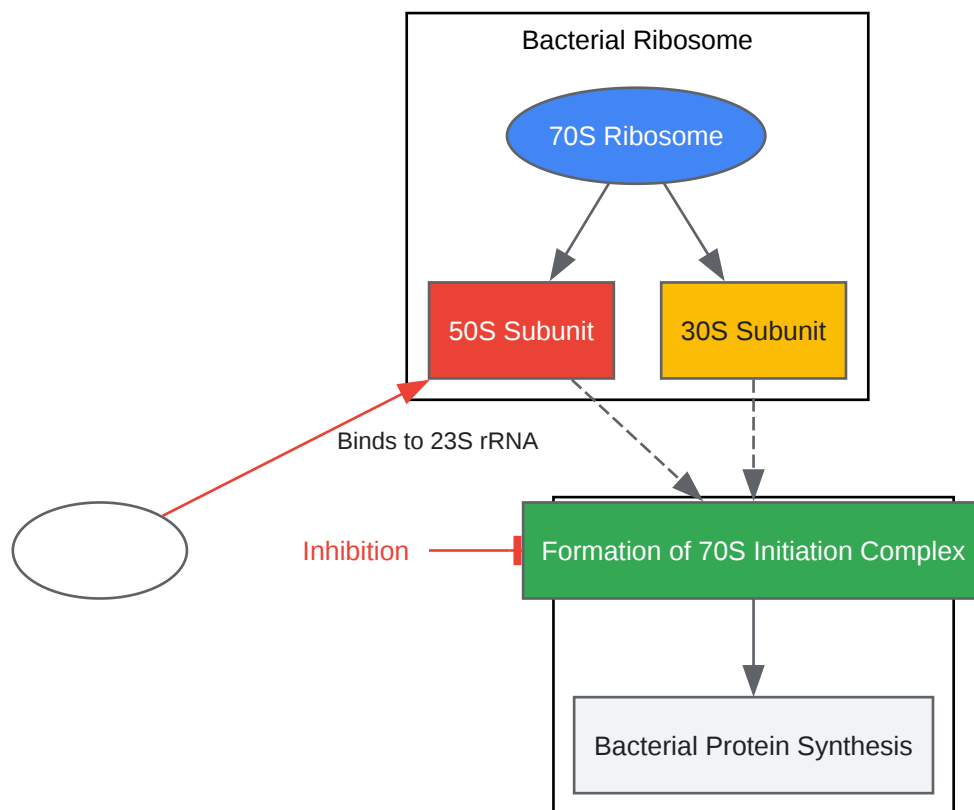 Bacterial Ribosome
70S Ribosome
50S Subunit
30S Subunit
Binds to 23S rRNA
Inhibition
Formation of 70S Initiation Complex
Bacterial Protein Synthesis